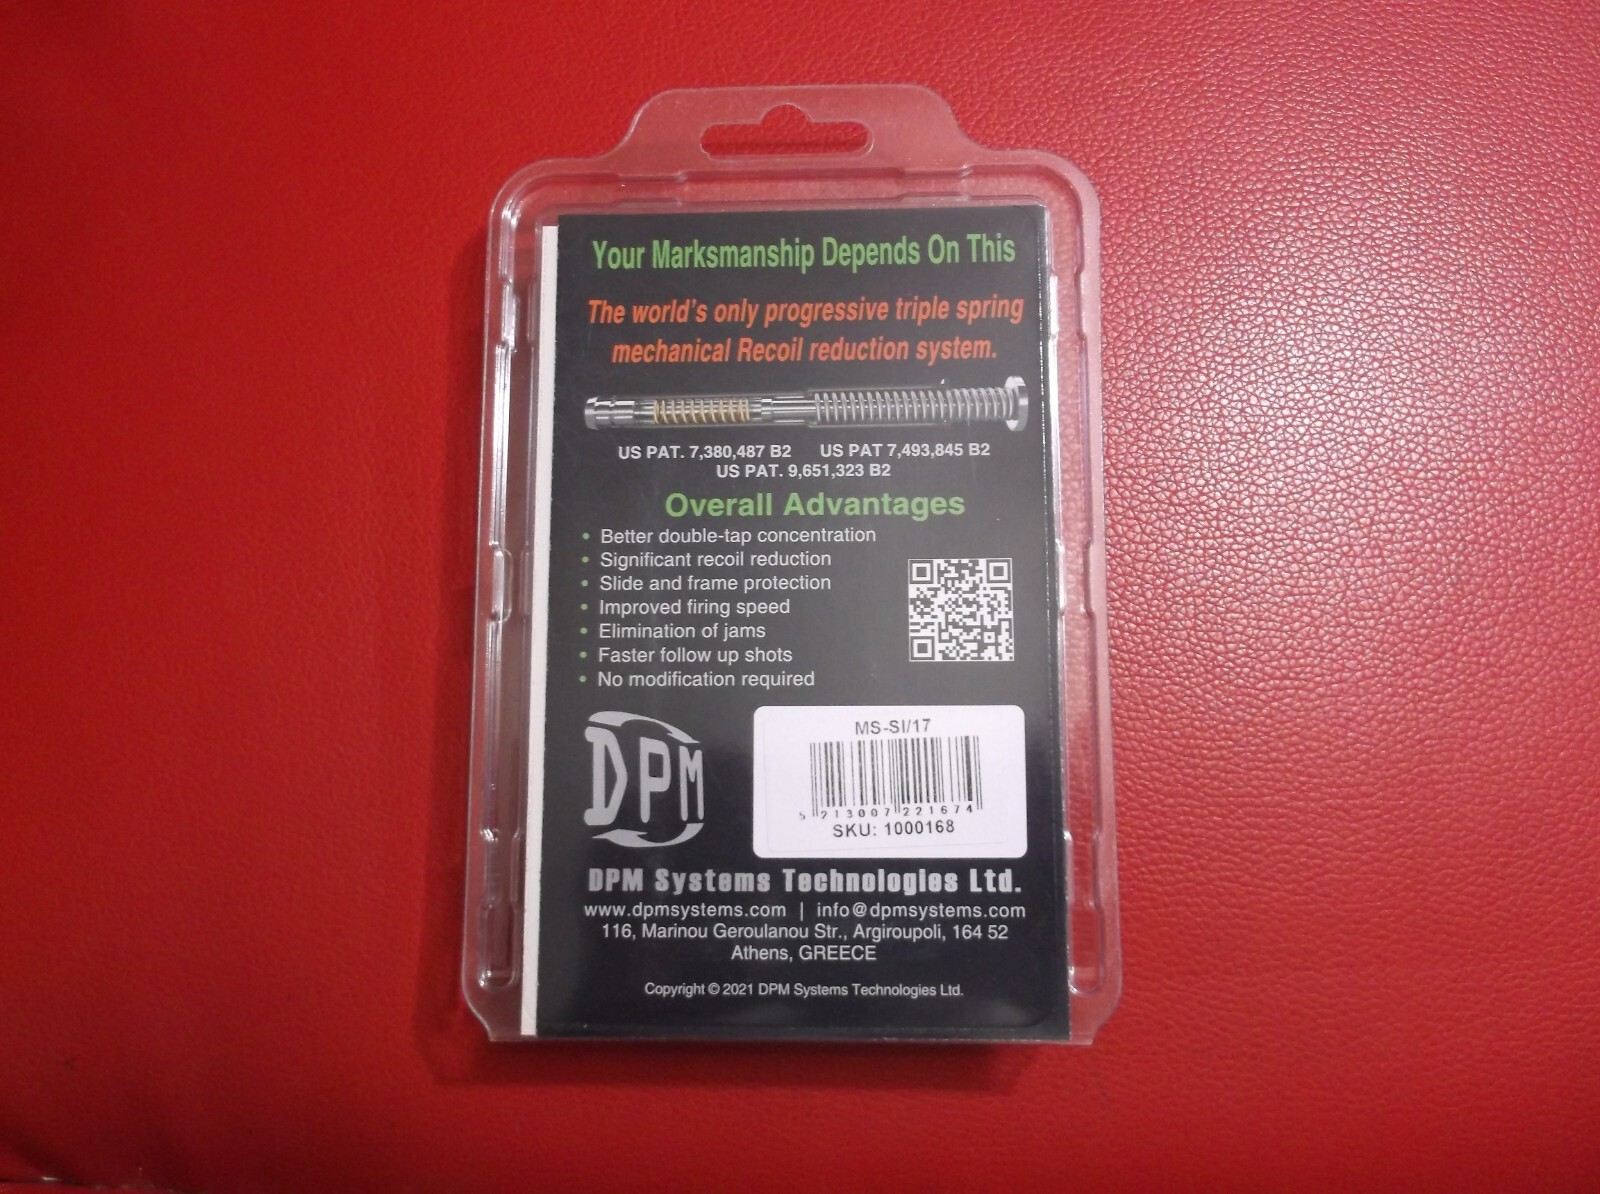 Your Marksmanship Depends On This
The world's only progressive triple spring
mechanical Recoil reduction system.
US PAT. 7,380,487 B2 US PAT 7,493,845 B2
US PAT. 9,651,323 B2
Overall Advantages
• Better double-tap concentration
• Significant recoil reduction
• Slide and frame protection
• Improved firing speed
• Elimination of jams
• Faster follow up shots
• No modification required
DPM
MS-SI/17
5 213007 221674
SKU: 1000168
DPM Systems Technologies Ltd.
www.dpmsystems.com | info@dpmsystems.com
116, Marinou Geroulanou Str., Argiroupoli, 164 52
Athens, GREECE
Copyright © 2021 DPM Systems Technologies Ltd.